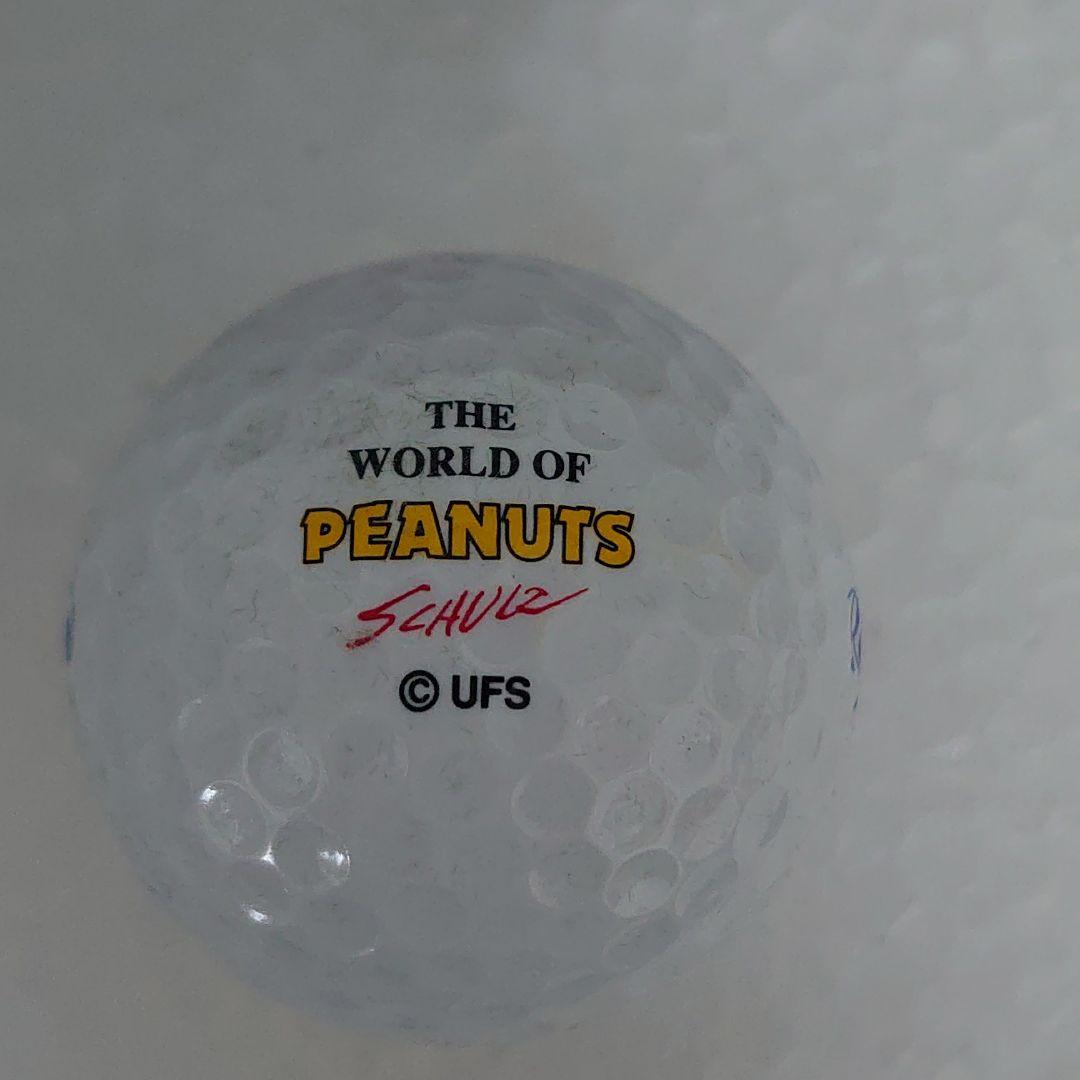 THE
WORLD OF
PEANUTS
SCHULZ
© UFS